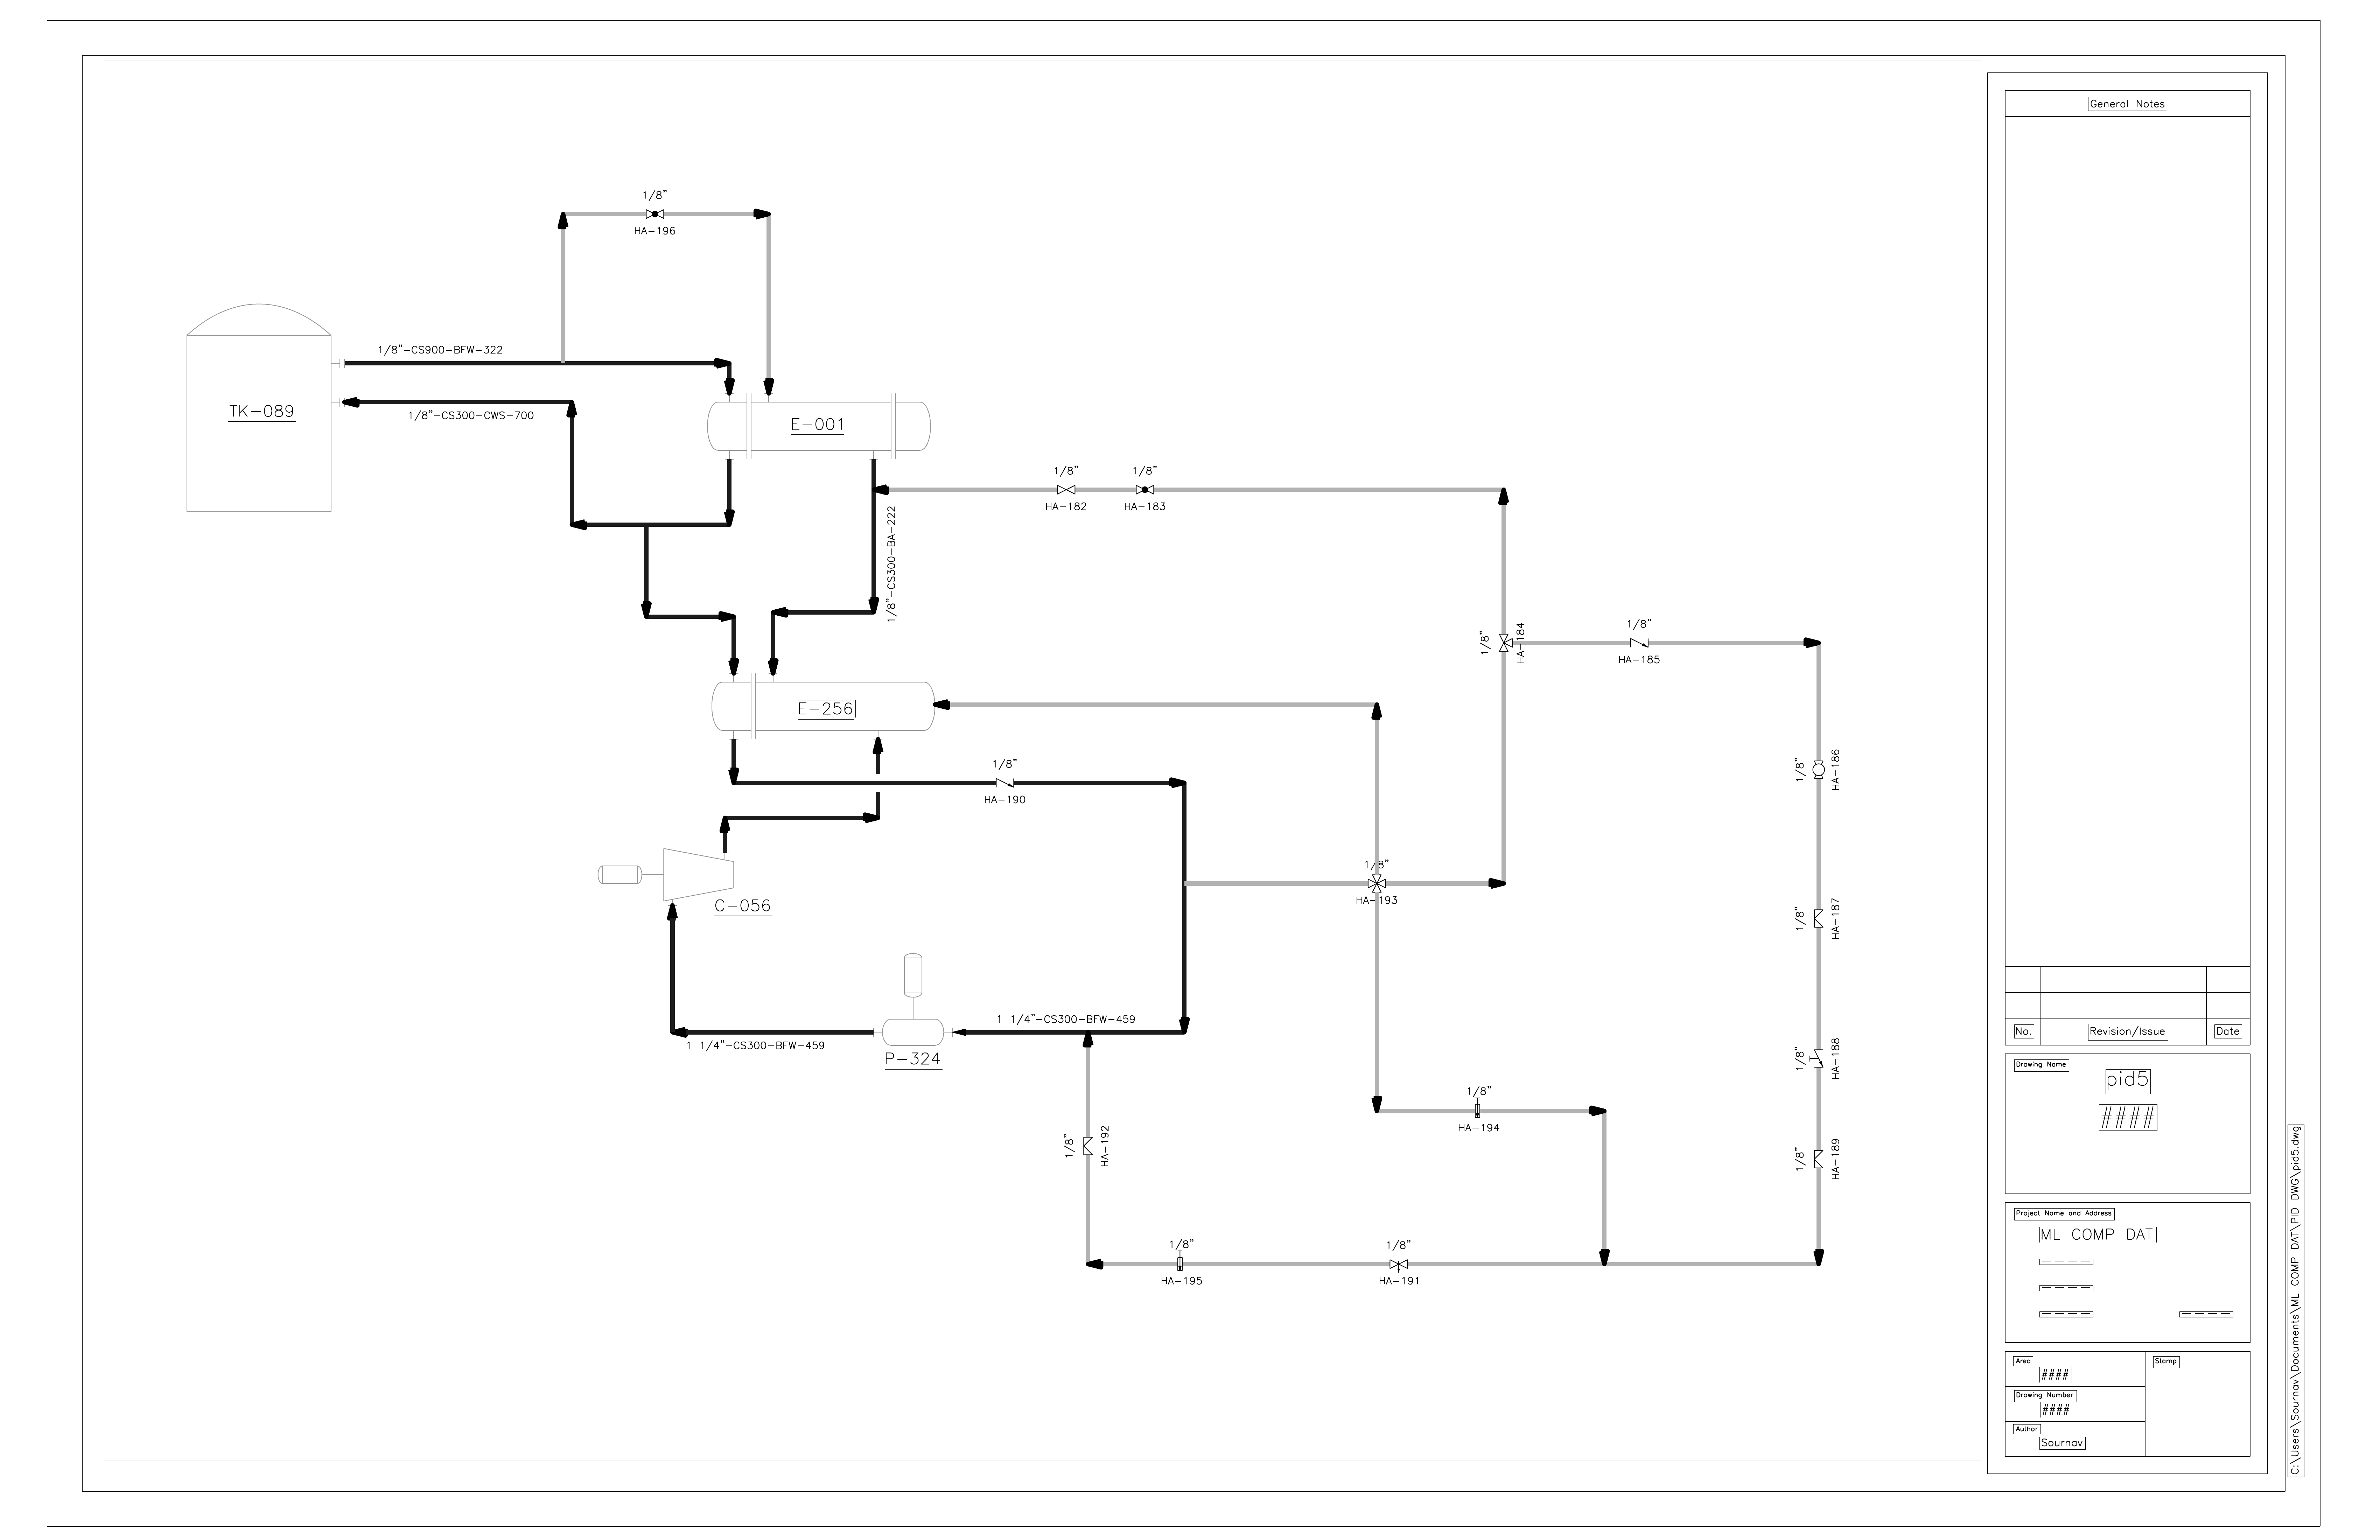 1/8"
HA-196
1/8"-CS900-BFW-322
TK-089
1/8"-CS300-CWS-700
E-001
1/8"
HA-182
1/8"
HA-183
1/8"-CS300-BA-222
1/8"
HA-184
1/8"
HA-185
E-256
1/8"
HA-190
1/8"
HA-186
1/8"
HA-193
C-056
1/8"
HA-187
1 1/4"-CS300-BFW-459
1 1/4"-CS300-BFW-459
P-324
1/8"
HA-188
1/8"
HA-194
1/8"
HA-192
1/8"
HA-189
1/8"
HA-195
1/8"
HA-191
General Notes
No. Revision/Issue Date
Drawing Name
pid5
####
Project Name and Address
ML COMP DAT
----
----
---- ----
Area
####
Stamp
Drawing Number
####
Author
Sournav
C:\Users\Sournav\Documents\ML COMP DAT\PID DWG\pid5.dwg